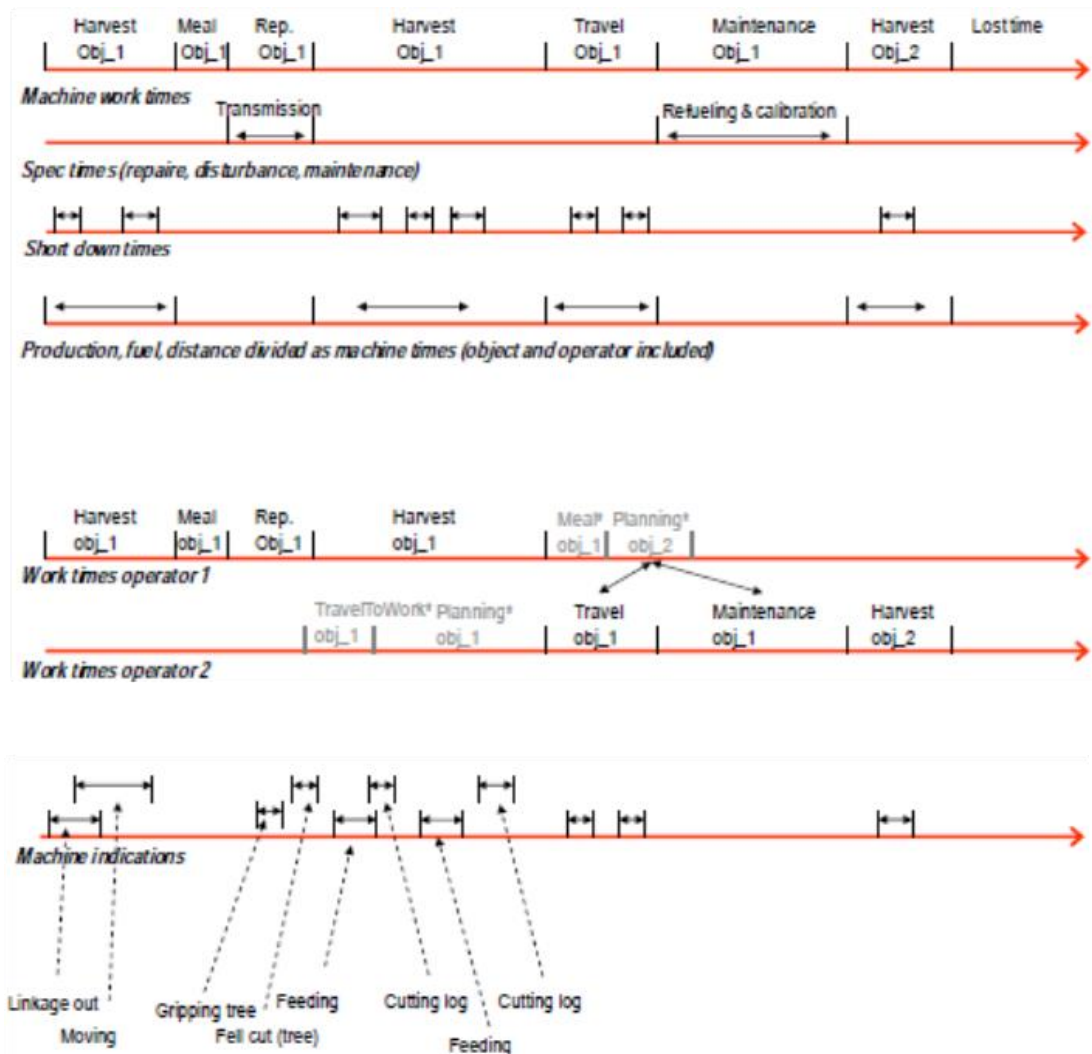 Harvest Meal Rep. Harvest Travel Maintenance Harvest Lost time
Obj_1 Obj_1 Obj_1 Obj_1 Obj_1 Obj_1 Obj_2
Machine work times
Transmission Refueling & calibration
Spec times (repaire, disturbance, maintenance)
Short down times
Production, fuel, distance divided as machine times (object and operator included)
Harvest Meal Rep. Harvest Meal* Planning*
obj_1 obj_1 Obj_1 obj_1 obj_1 obj_2
Work times operator 1
TravelToWork* Planning* Travel Maintenance Harvest
obj_1 obj_1 obj_1 obj_1 obj_2
Work times operator 2
Machine indications
Linkage out Gripping tree Feeding Cutting log Cutting log
Moving Fell cut (tree) Feeding